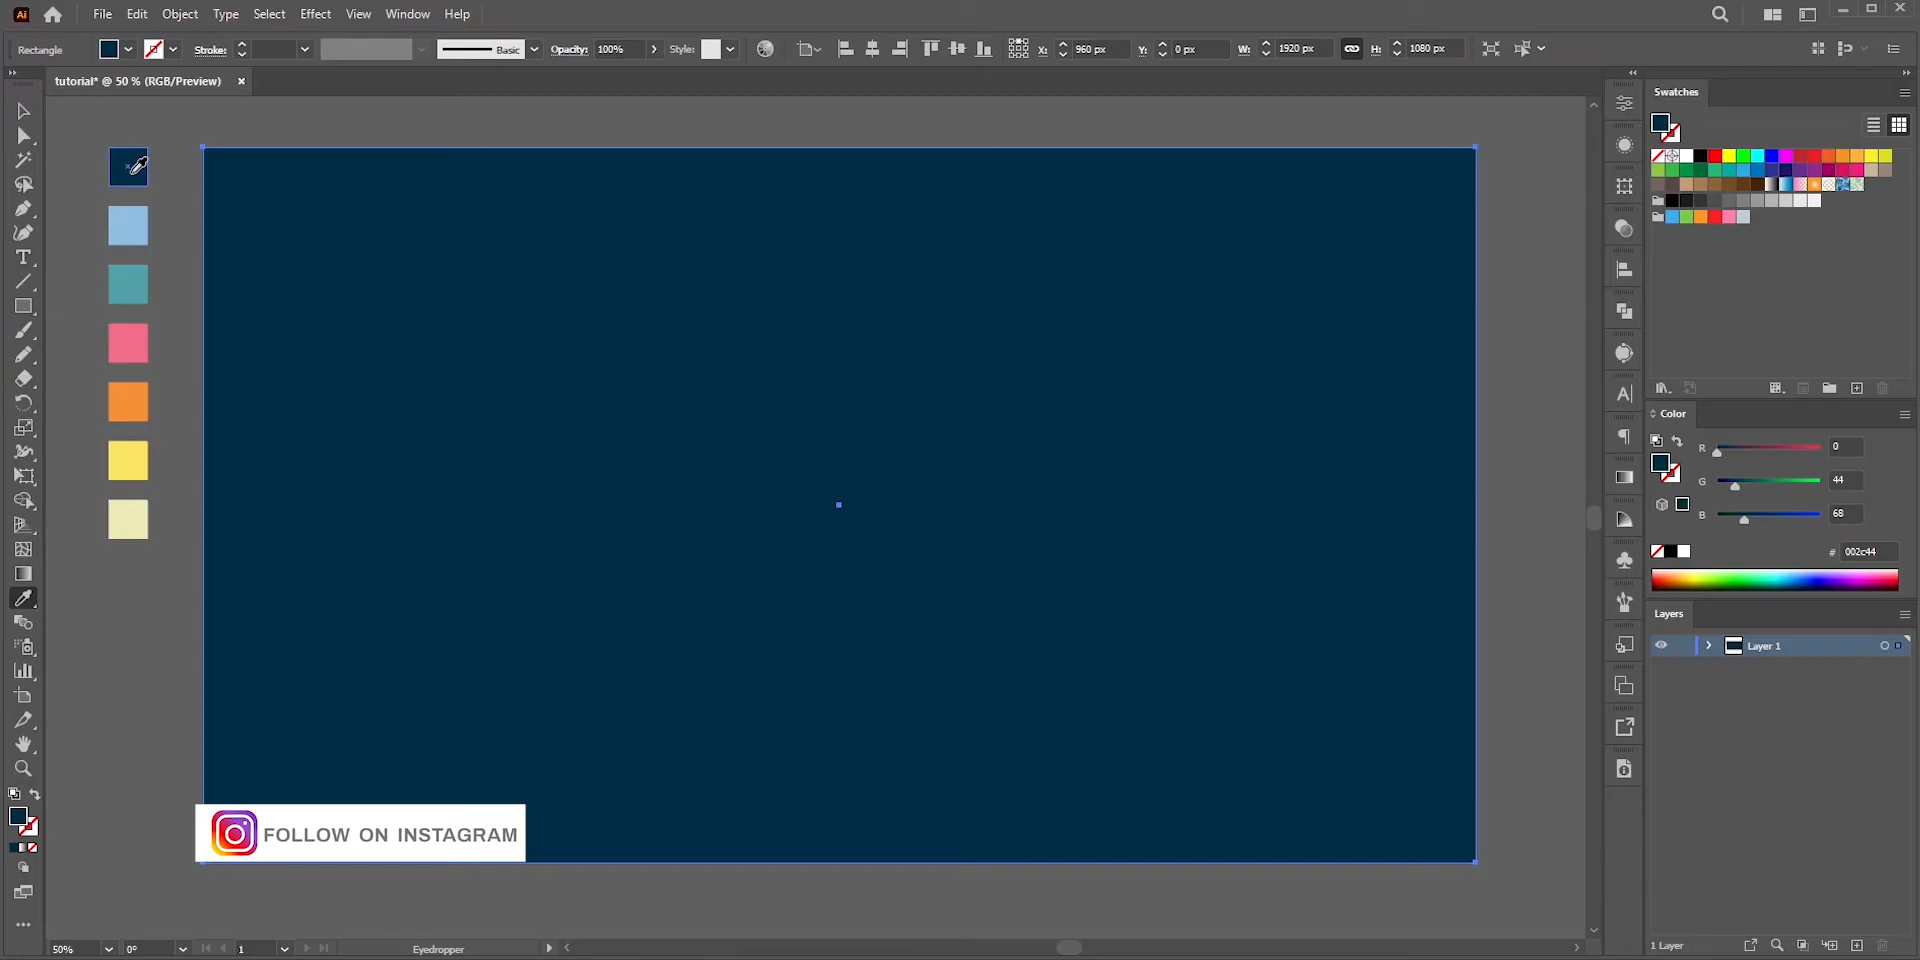 Ai File Edit Object Type Select Effect View Window Help
Rectangle Stroke: Basic Opacity: 100% Style: X: 960 px Y: 0 px W: 1920 px H: 1080 px
tutorial* @ 50 % (RGB/Preview)
Swatches
Color
R 0
G 44
B 68
# 002c44
Layers
Layer 1
FOLLOW ON INSTAGRAM
50% 0° 1 Eyedropper 1 Layer